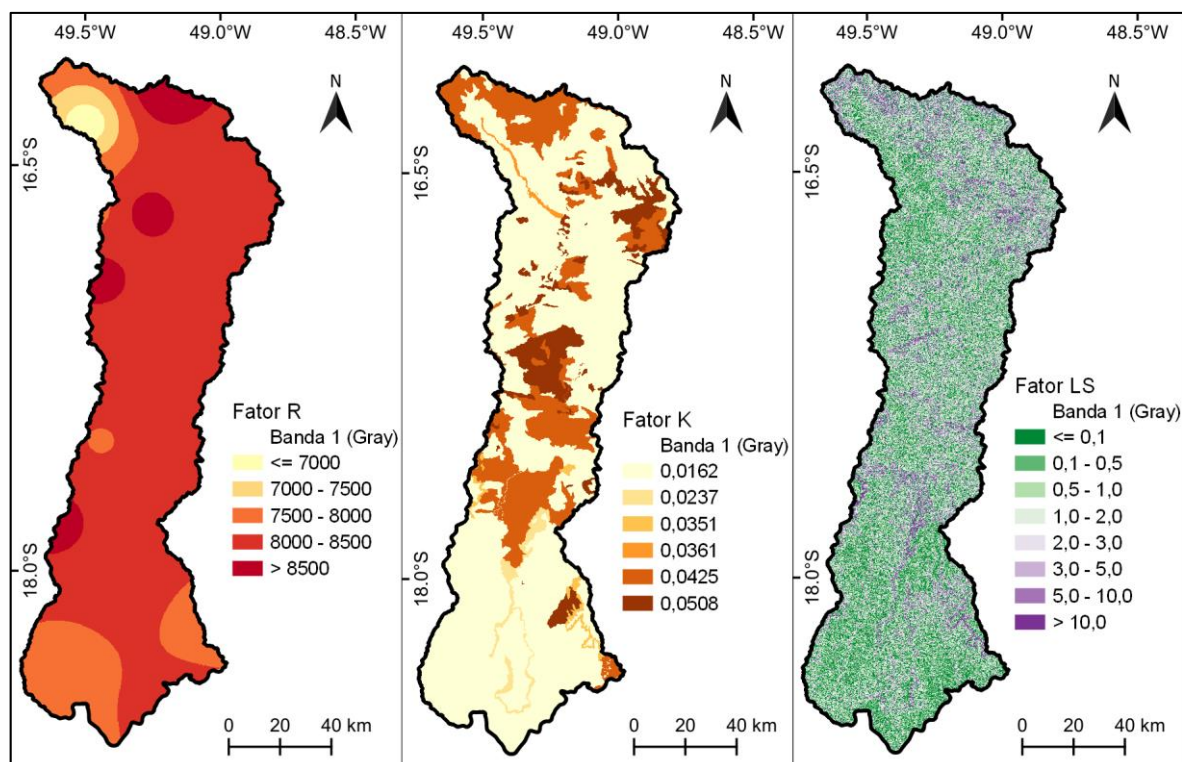 49.5°W 49.0°W 48.5°W
N
16.5°S
18.0°S
Fator R
Banda 1 (Gray)
<= 7000
7000 - 7500
7500 - 8000
8000 - 8500
> 8500
0 20 40 km
49.5°W 49.0°W 48.5°W
N
16.5°S
18.0°S
Fator K
Banda 1 (Gray)
0,0162
0,0237
0,0351
0,0361
0,0425
0,0508
0 20 40 km
49.5°W 49.0°W 48.5°W
N
16.5°S
18.0°S
Fator LS
Banda 1 (Gray)
<= 0,1
0,1 - 0,5
0,5 - 1,0
1,0 - 2,0
2,0 - 3,0
3,0 - 5,0
5,0 - 10,0
> 10,0
0 20 40 km